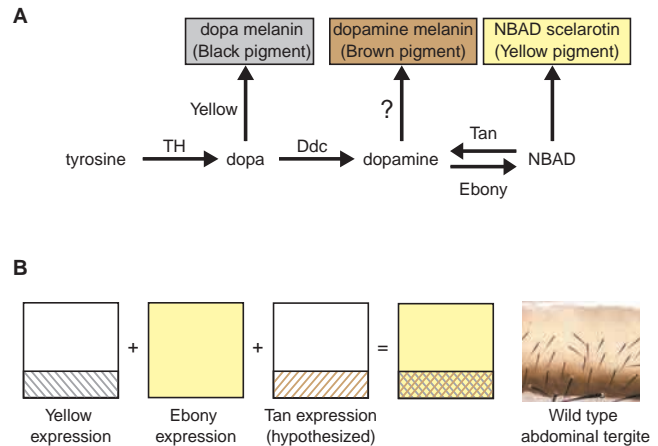 A
dopa melanin
(Black pigment)
dopamine melanin
(Brown pigment)
NBAD scelarotin
(Yellow pigment)
Yellow
?
tyrosine
TH
dopa
Ddc
dopamine
Tan
Ebony
NBAD
B
+
+
=
Yellow
expression
Ebony
expression
Tan expression
(hypothesized)
Wild type
abdominal tergite